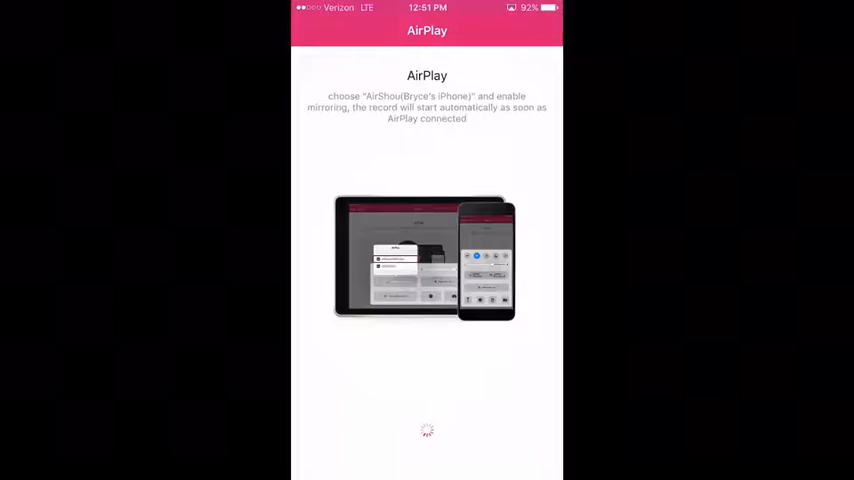 Verizon LTE 12:51 PM 92%
AirPlay
AirPlay
choose "AirShou(Bryce's iPhone)" and enable
mirroring, the record will start automatically as soon as
AirPlay connected